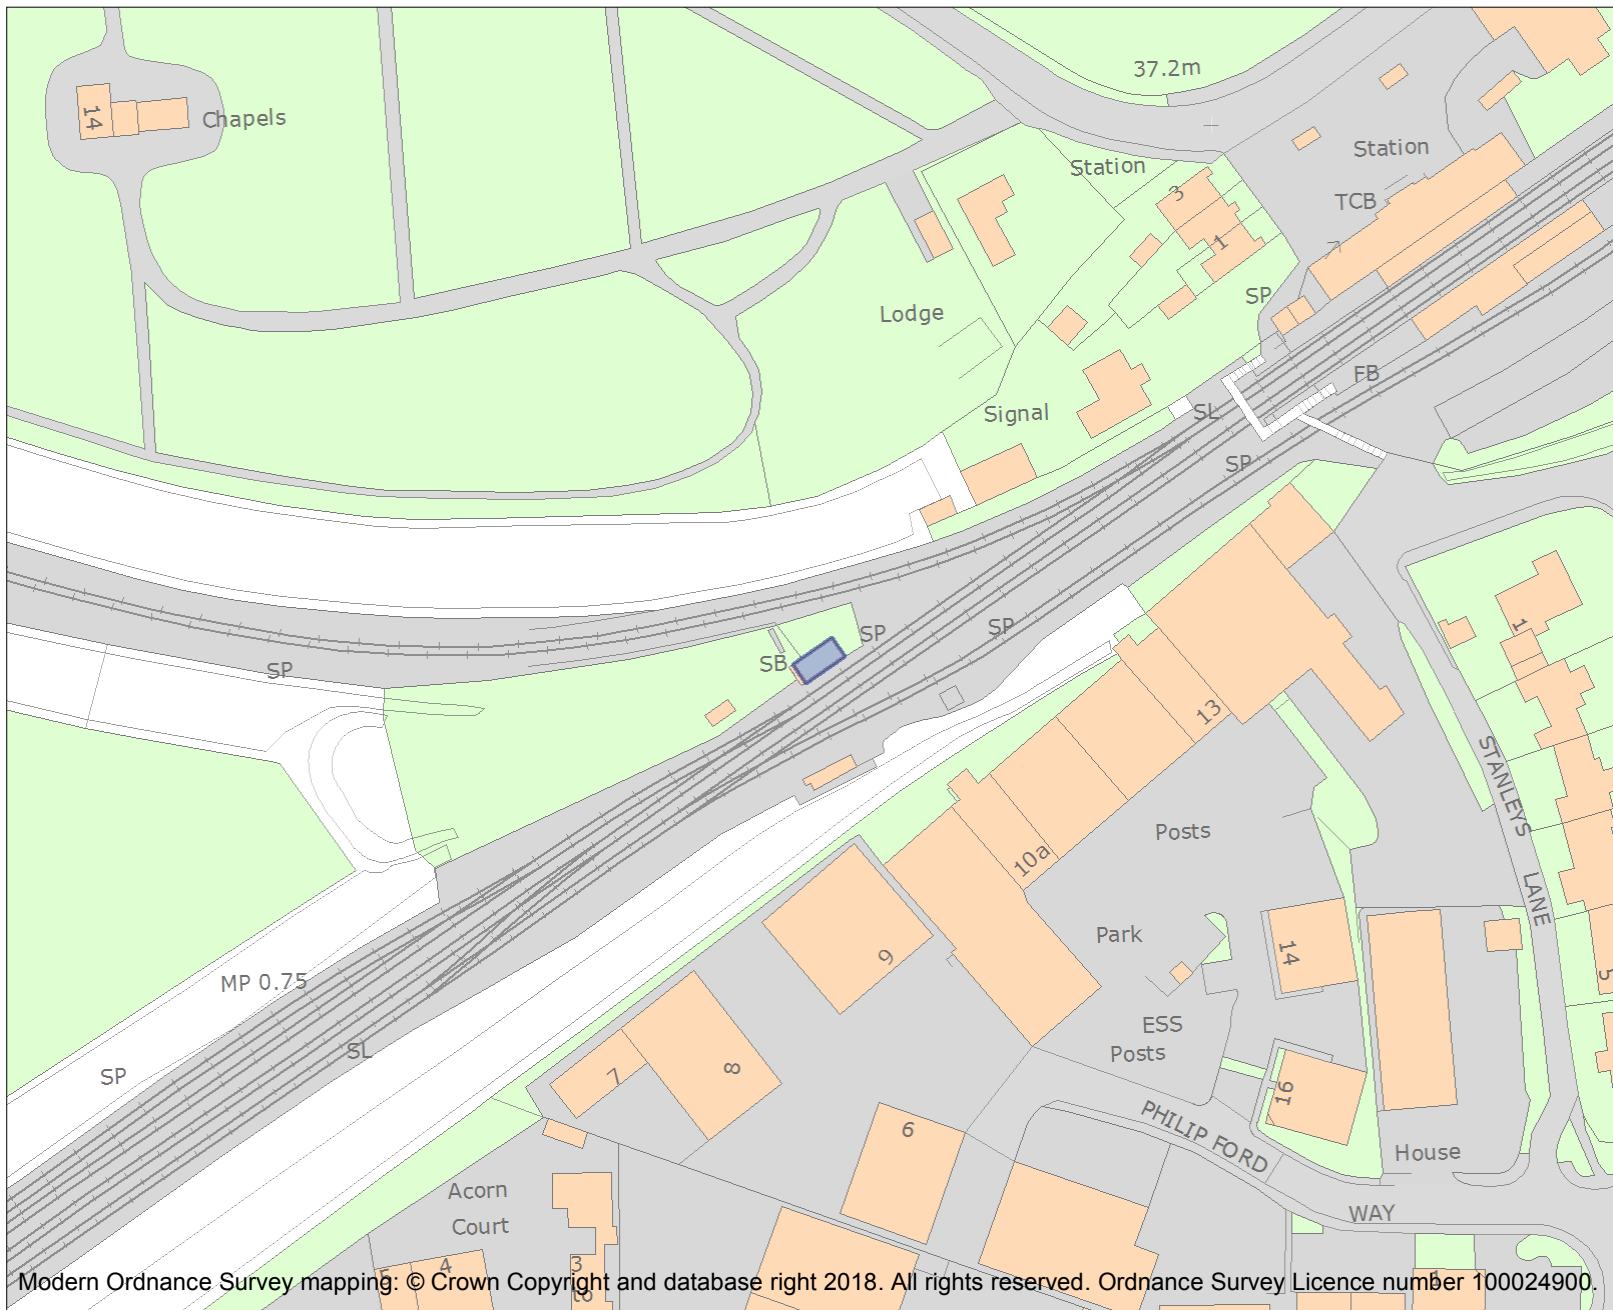 37.2m
14
Chapels
Station
Station
3
TCB
1
SP
Lodge
FB
Signal
SL
SP
1
SP
SP
SB
SP
13
STANLEYS
Posts
10a
LANE
Park
9
14
5
MP 0.75
ESS
Posts
SL
SP
7
8
16
PHILIP FORD
6
House
Acorn
Court
WAY
5
4
3
to
1
Modern Ordnance Survey mapping: © Crown Copyright and database right 2018. All rights reserved. Ordnance Survey Licence number 100024900.